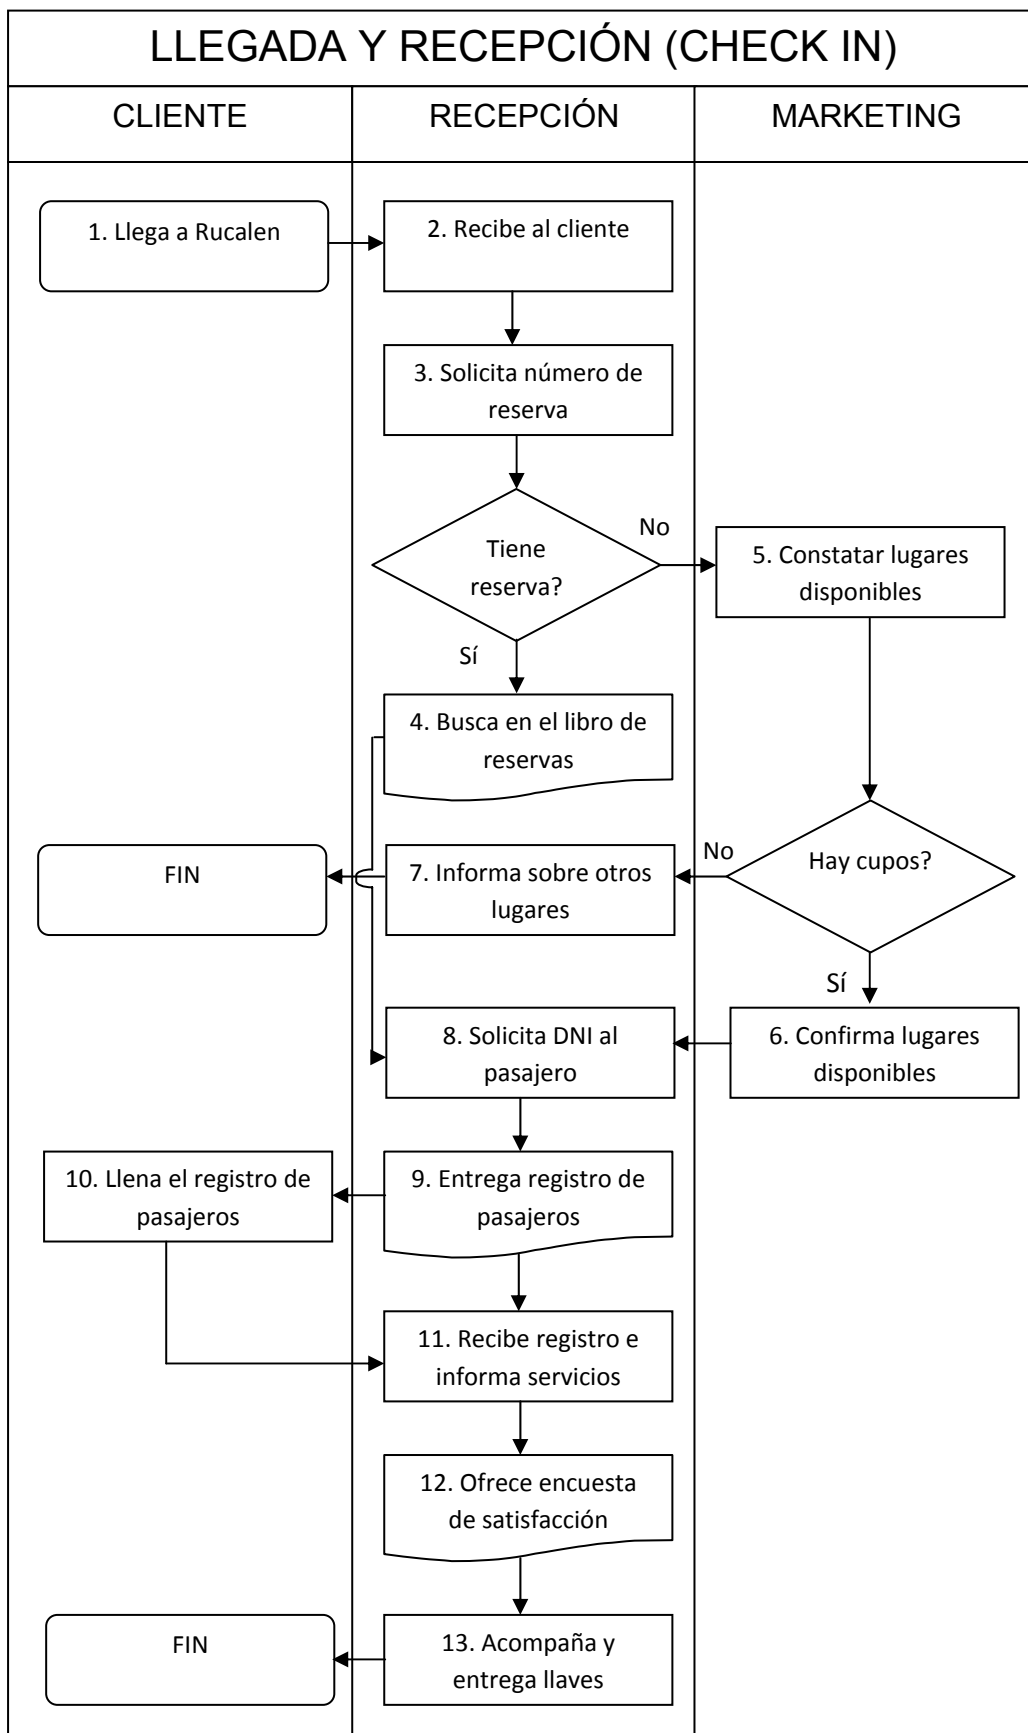 LLEGADA Y RECEPCIÓN (CHECK IN)
CLIENTE
RECEPCIÓN
MARKETING
1. Llega a Rucalen
2. Recibe al cliente
3. Solicita número de
reserva
Tiene
reserva?
No
5. Constatar lugares
disponibles
Sí
4. Busca en el libro de
reservas
Hay cupos?
No
7. Informa sobre otros
lugares
FIN
Sí
6. Confirma lugares
disponibles
8. Solicita DNI al
pasajero
9. Entrega registro de
pasajeros
10. Llena el registro de
pasajeros
11. Recibe registro e
informa servicios
12. Ofrece encuesta
de satisfacción
13. Acompaña y
entrega llaves
FIN